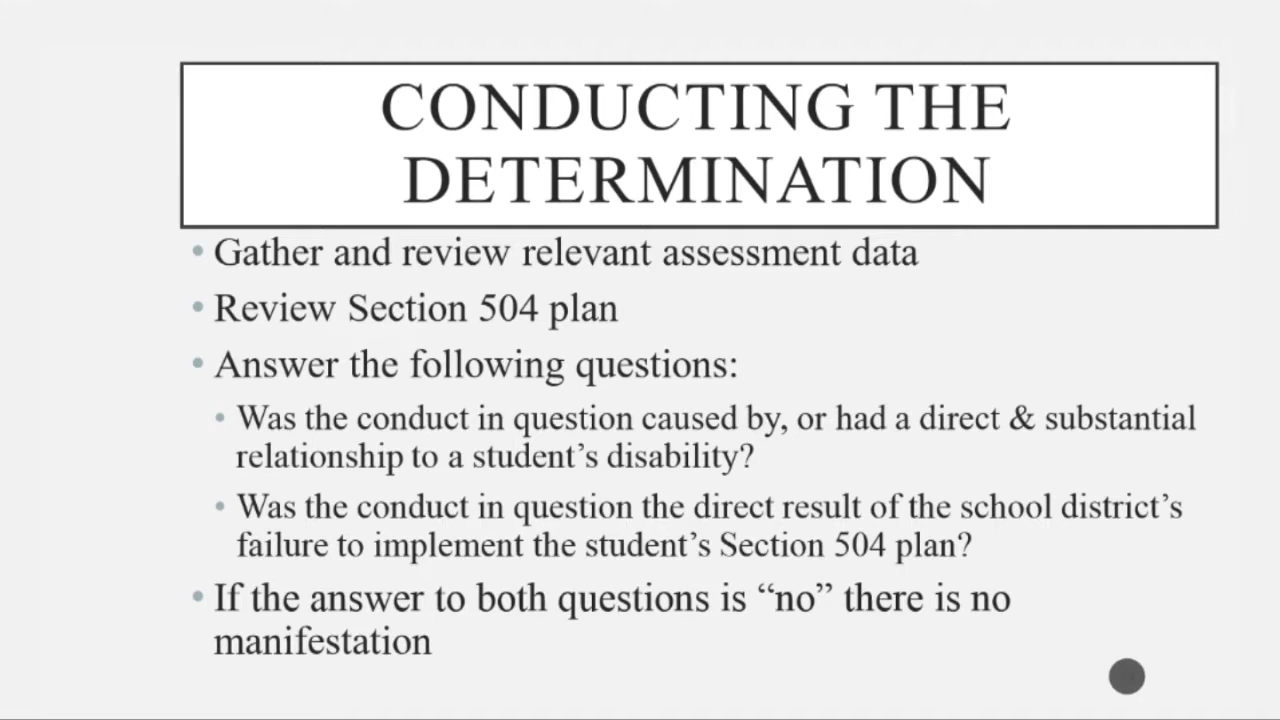 CONDUCTING THE
DETERMINATION
• Gather and review relevant assessment data
• Review Section 504 plan
• Answer the following questions:
• Was the conduct in question caused by, or had a direct & substantial
relationship to a student’s disability?
• Was the conduct in question the direct result of the school district’s
failure to implement the student’s Section 504 plan?
• If the answer to both questions is “no” there is no
manifestation